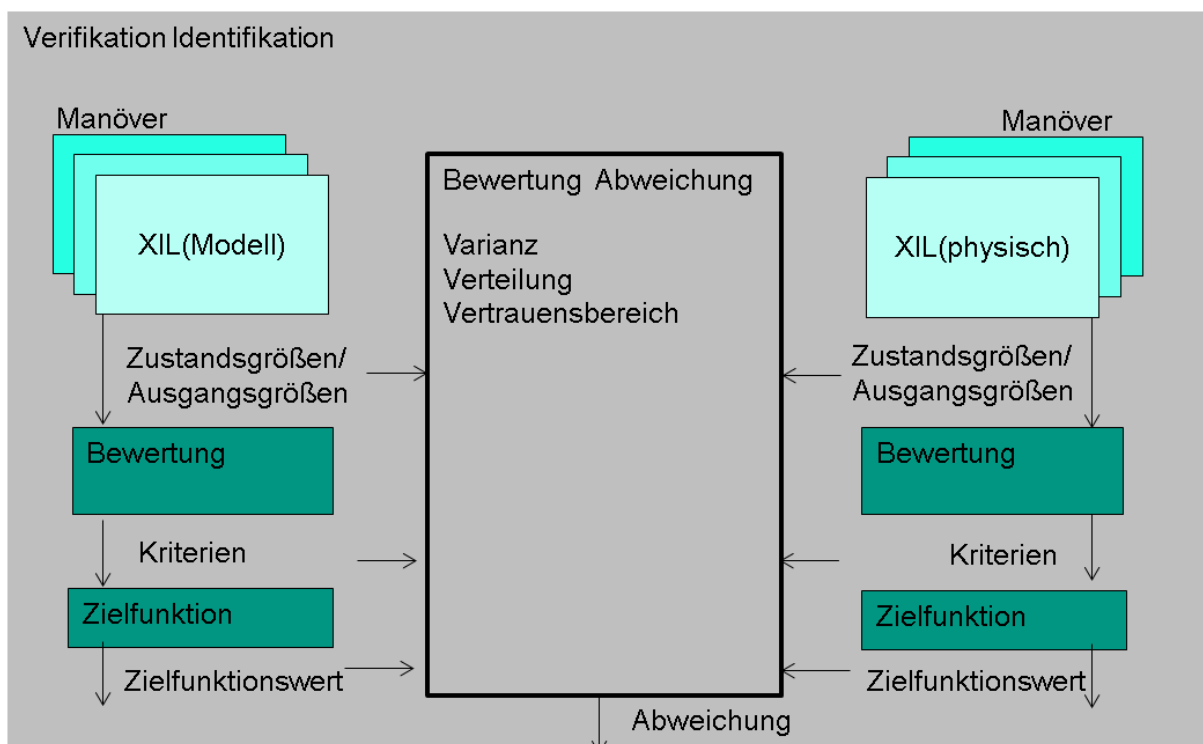 Verifikation Identifikation
Manöver
XIL(Modell)
Zustandsgrößen/
Ausgangsgrößen
Bewertung
Kriterien
Zielfunktion
Zielfunktionswert
Bewertung Abweichung
Varianz
Verteilung
Vertrauensbereich
Abweichung
Manöver
XIL(physisch)
Zustandsgrößen/
Ausgangsgrößen
Bewertung
Kriterien
Zielfunktion
Zielfunktionswert